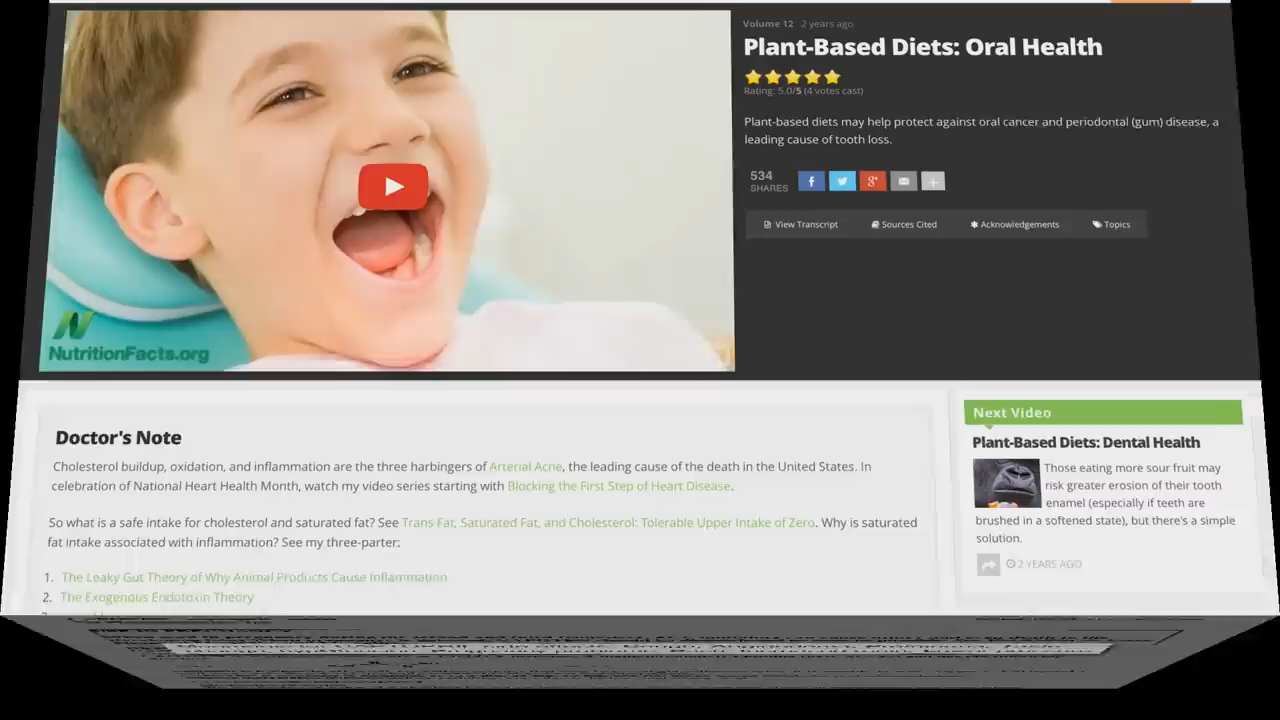 Volume 12 2 years ago
Plant-Based Diets: Oral Health
Rating: 5.0/5 (4 votes cast)
Plant-based diets may help protect against oral cancer and periodontal (gum) disease, a
leading cause of tooth loss.
534
SHARES
View Transcript Sources Cited Acknowledgements Topics
NutritionFacts.org
Doctor's Note
Cholesterol buildup, oxidation, and inflammation are the three harbingers of Arterial Acne, the leading cause of the death in the United States. In
celebration of National Heart Health Month, watch my video series starting with Blocking the First Step of Heart Disease.
So what is a safe intake for cholesterol and saturated fat? See Trans Fat, Saturated Fat, and Cholesterol: Tolerable Upper Intake of Zero. Why is saturated
fat intake associated with inflammation? See my three-parter:
1. The Leaky Gut Theory of Why Animal Products Cause Inflammation
2. The Exogenous Endotoxin Theory
Next Video
Plant-Based Diets: Dental Health
Those eating more sour fruit may
risk greater erosion of their tooth
enamel (especially if teeth are
brushed in a softened state), but there's a simple
solution.
2 YEARS AGO